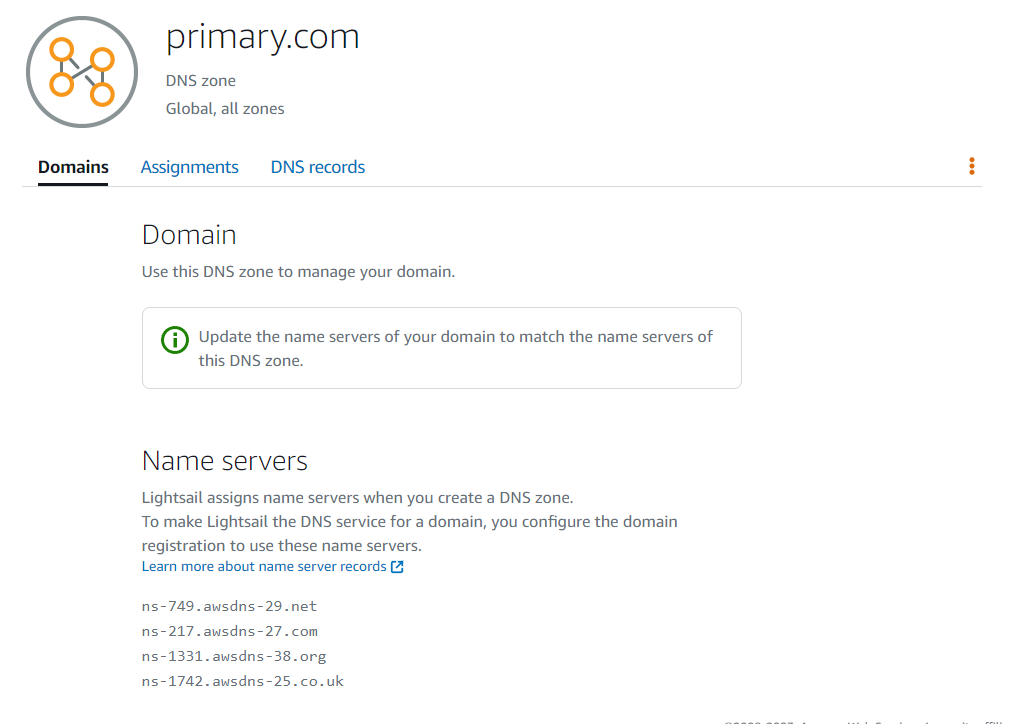 primary.com
DNS zone
Global, all zones
Domains Assignments DNS records
Domain
Use this DNS zone to manage your domain.
Update the name servers of your domain to match the name servers of
this DNS zone.
Name servers
Lightsail assigns name servers when you create a DNS zone.
To make Lightsail the DNS service for a domain, you configure the domain
registration to use these name servers.
Learn more about name server records
ns-749.awsdns-29.net
ns-217.awsdns-27.com
ns-1331.awsdns-38.org
ns-1742.awsdns-25.co.uk